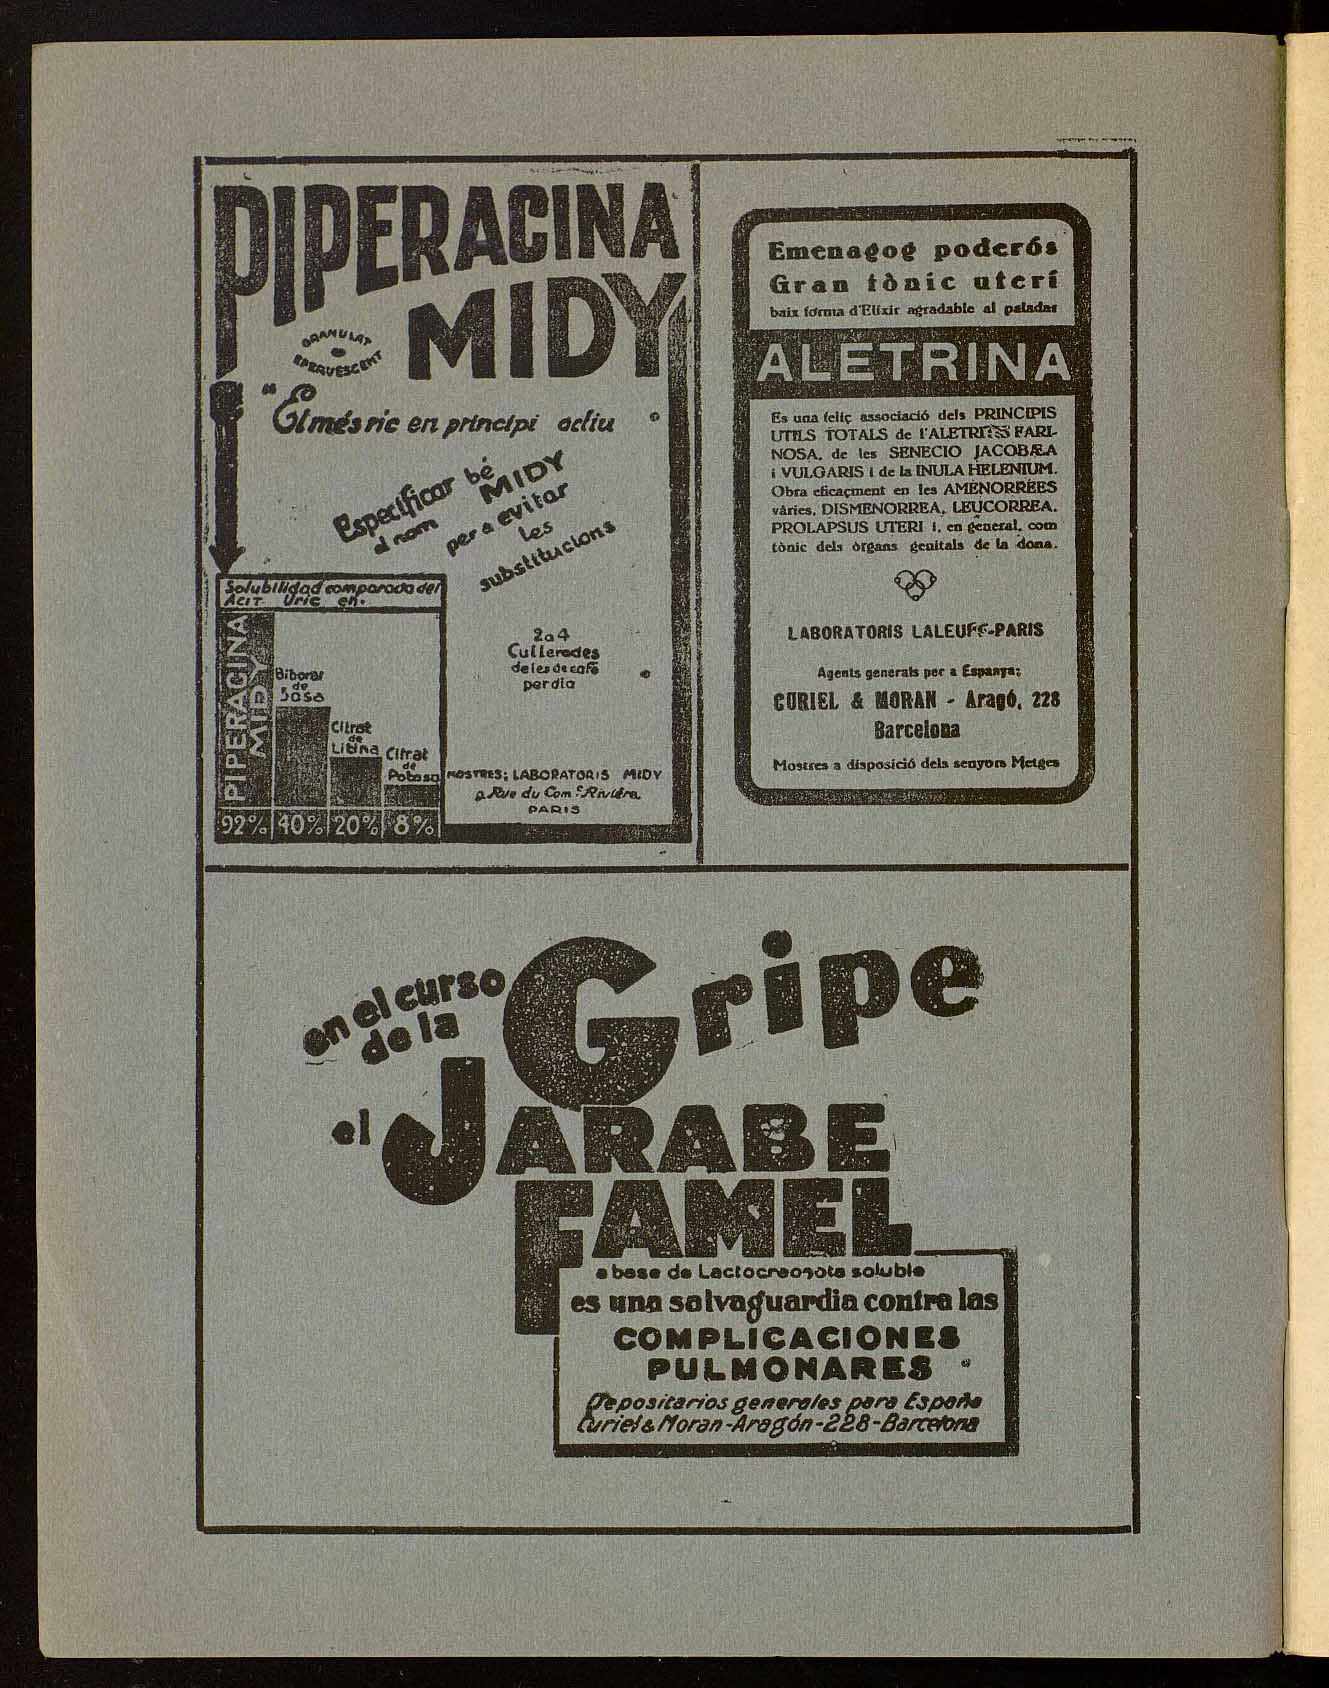 PIPERACINA
MIDY
GRANULAT
EFERVESCENT
"El més ric en principi actiu
Especificar bé
el nom MIDY
per a evitar
les
substitucions
Solubilidad comparada del
ACIT Uric en.
PIPERACINA
MIDY
Biborat
de
Sosa
Citrat
de
Litina
Citrat
de
Potasa
92% 40% 20% 8%
2 a 4
Cullerades
de les de café
per dia
MOSTRES: LABORATORIS MIDY
9 Rue du Com.t Rivière
PARIS
Emenagog poderós
Gran tònic uterí
baix forma d'Elixir agradable al paladar
ALETRINA
Es una feliç associació dels PRINCIPIS
UTILS TOTALS de l'ALETRIS FARI-
NOSA, de les SENECIO JACOBÆA
i VULGARIS i de la INULA HELENIUM.
Obra eficaçment en les AMENORRÈES
vàries, DISMENORREA, LEUCORREA,
PROLAPSUS UTERI i, en general, com
tònic dels òrgans genitals de la dona.
LABORATORIS LALEUFF-PARIS
Agents generals per a Espanya:
CURIEL & MORAN - Aragó, 228
Barcelona
Mostres a disposició dels senyors Metges
en el curso
de la
Gripe
el JARABE
FAMEL
a base de Lactocreosota soluble
es una salvaguardia contra las
COMPLICACIONES
PULMONARES
Depositarios generales para España
Curiel & Moran - Aragón - 228 - Barcelona